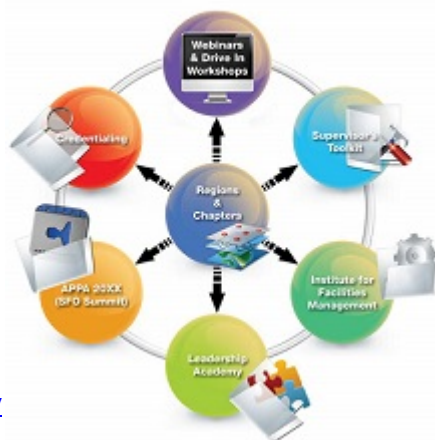 Webinars
& Drive In
Workshops
Credentialing
Supervisor's
Toolkit
Regions
&
Chapters
APPA 20XX
(SFO Summit)
Institute for
Facilities
Management
Leadership
Academy